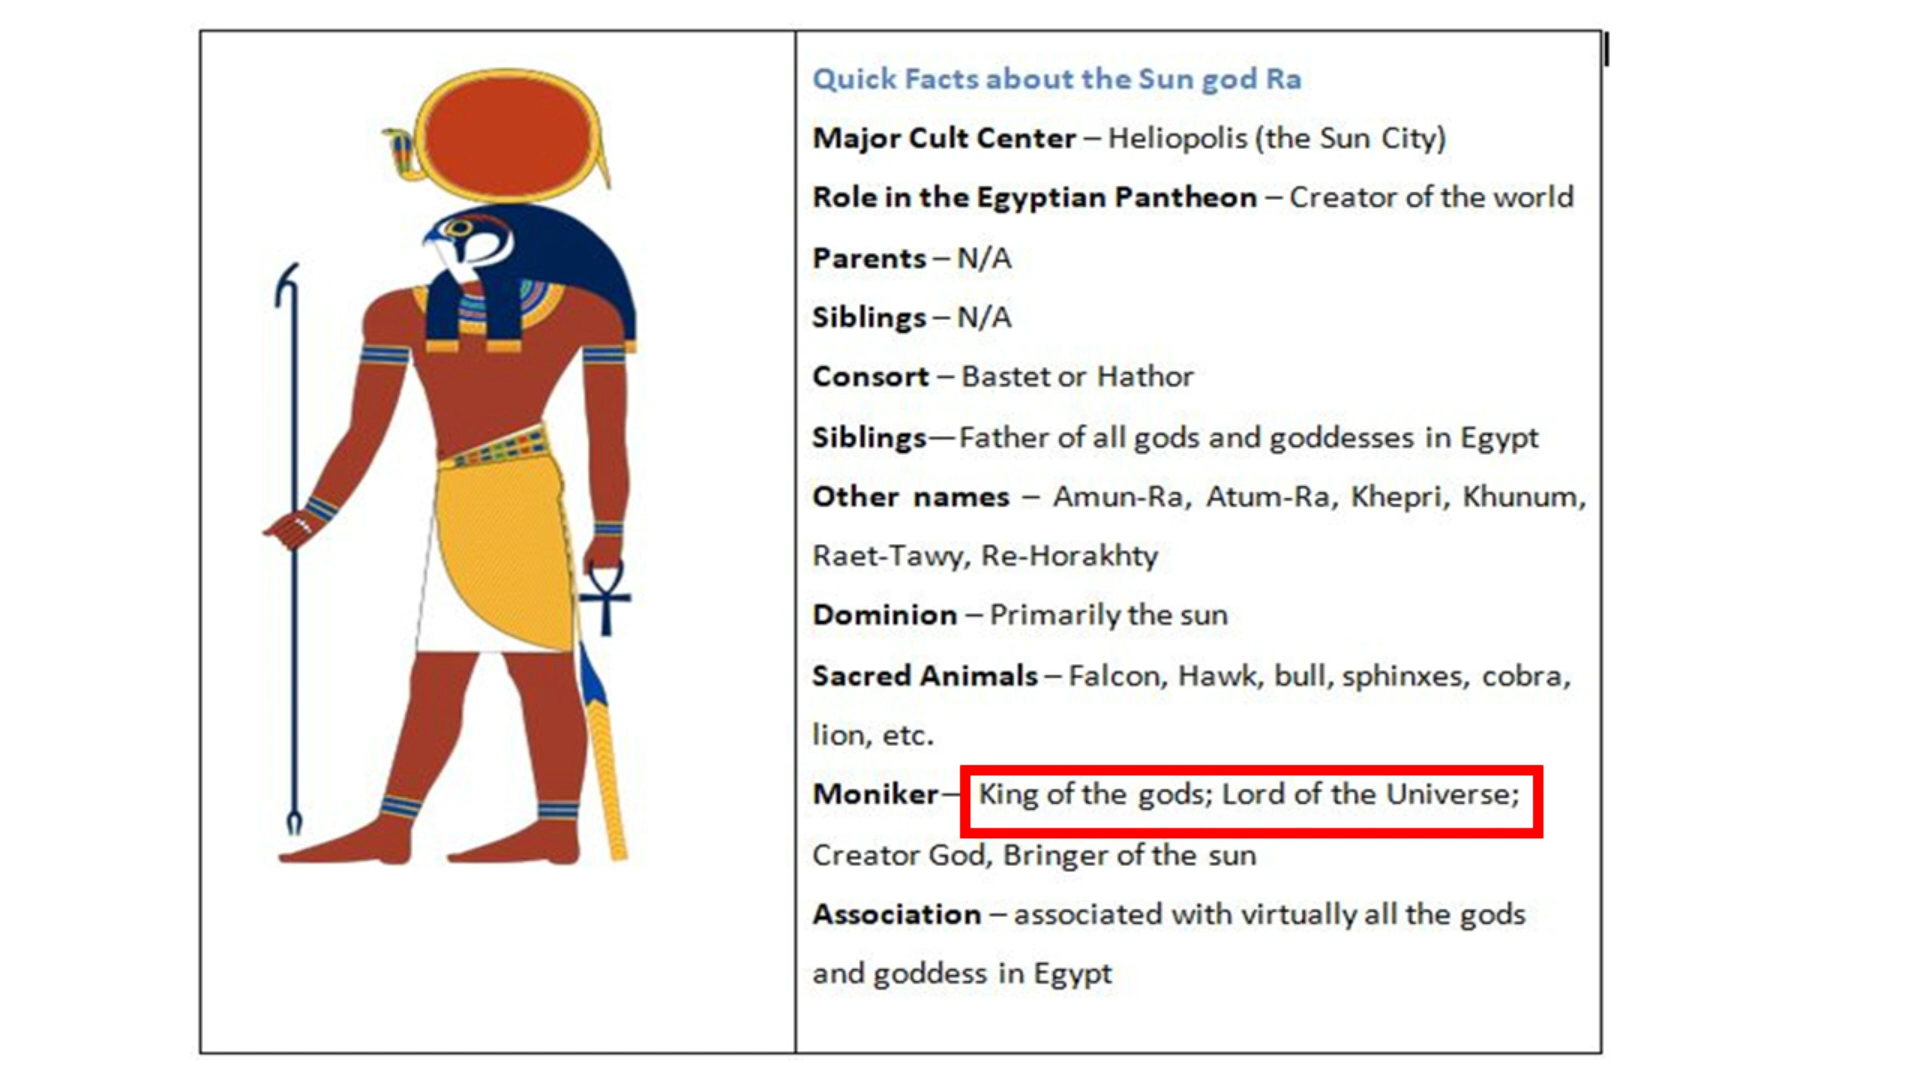 Quick Facts about the Sun god Ra
Major Cult Center – Heliopolis (the Sun City)
Role in the Egyptian Pantheon – Creator of the world
Parents – N/A
Siblings – N/A
Consort – Bastet or Hathor
Siblings—Father of all gods and goddesses in Egypt
Other names – Amun-Ra, Atum-Ra, Khepri, Khunum,
Raet-Tawy, Re-Horakhty
Dominion – Primarily the sun
Sacred Animals – Falcon, Hawk, bull, sphinxes, cobra,
lion, etc.
Moniker— King of the gods; Lord of the Universe;
Creator God, Bringer of the sun
Association – associated with virtually all the gods
and goddess in Egypt